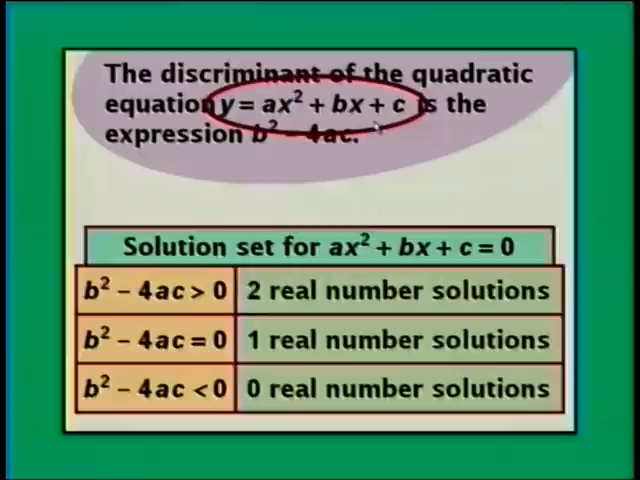 The discriminant of the quadratic
equation y = ax² + bx + c is the
expression b² – 4ac.
Solution set for ax² + bx + c = 0
b² – 4ac > 0 2 real number solutions
b² – 4ac = 0 1 real number solutions
b² – 4ac < 0 0 real number solutions